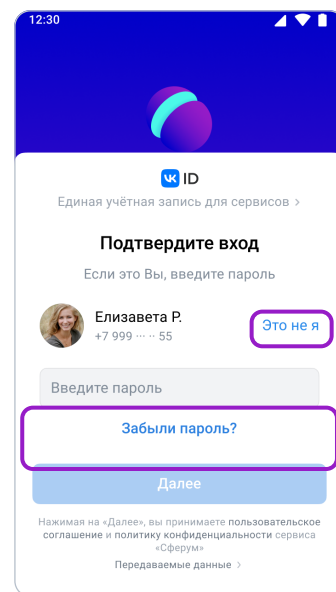 12:30
VK ID
Единая учётная запись для сервисов >
Подтвердите вход
Если это Вы, введите пароль
Елизавета Р.
Это не я
+7 999 ··· ·· 55
Введите пароль
Забыли пароль?
Далее
Нажимая на «Далее», вы принимаете пользовательское
соглашение и политику конфиденциальности сервиса
«Сферум»
Передаваемые данные >